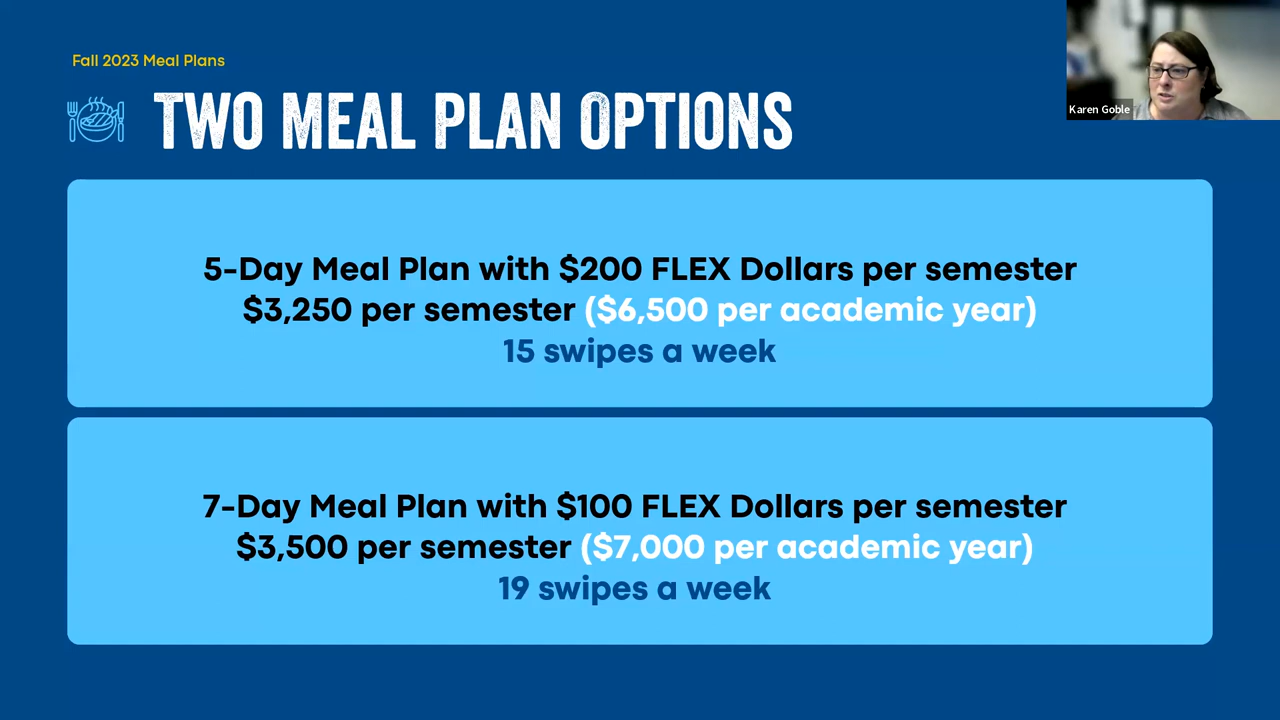 Fall 2023 Meal Plans
TWO MEAL PLAN OPTIONS
Karen Goble
5-Day Meal Plan with $200 FLEX Dollars per semester
$3,250 per semester ($6,500 per academic year)
15 swipes a week
7-Day Meal Plan with $100 FLEX Dollars per semester
$3,500 per semester ($7,000 per academic year)
19 swipes a week